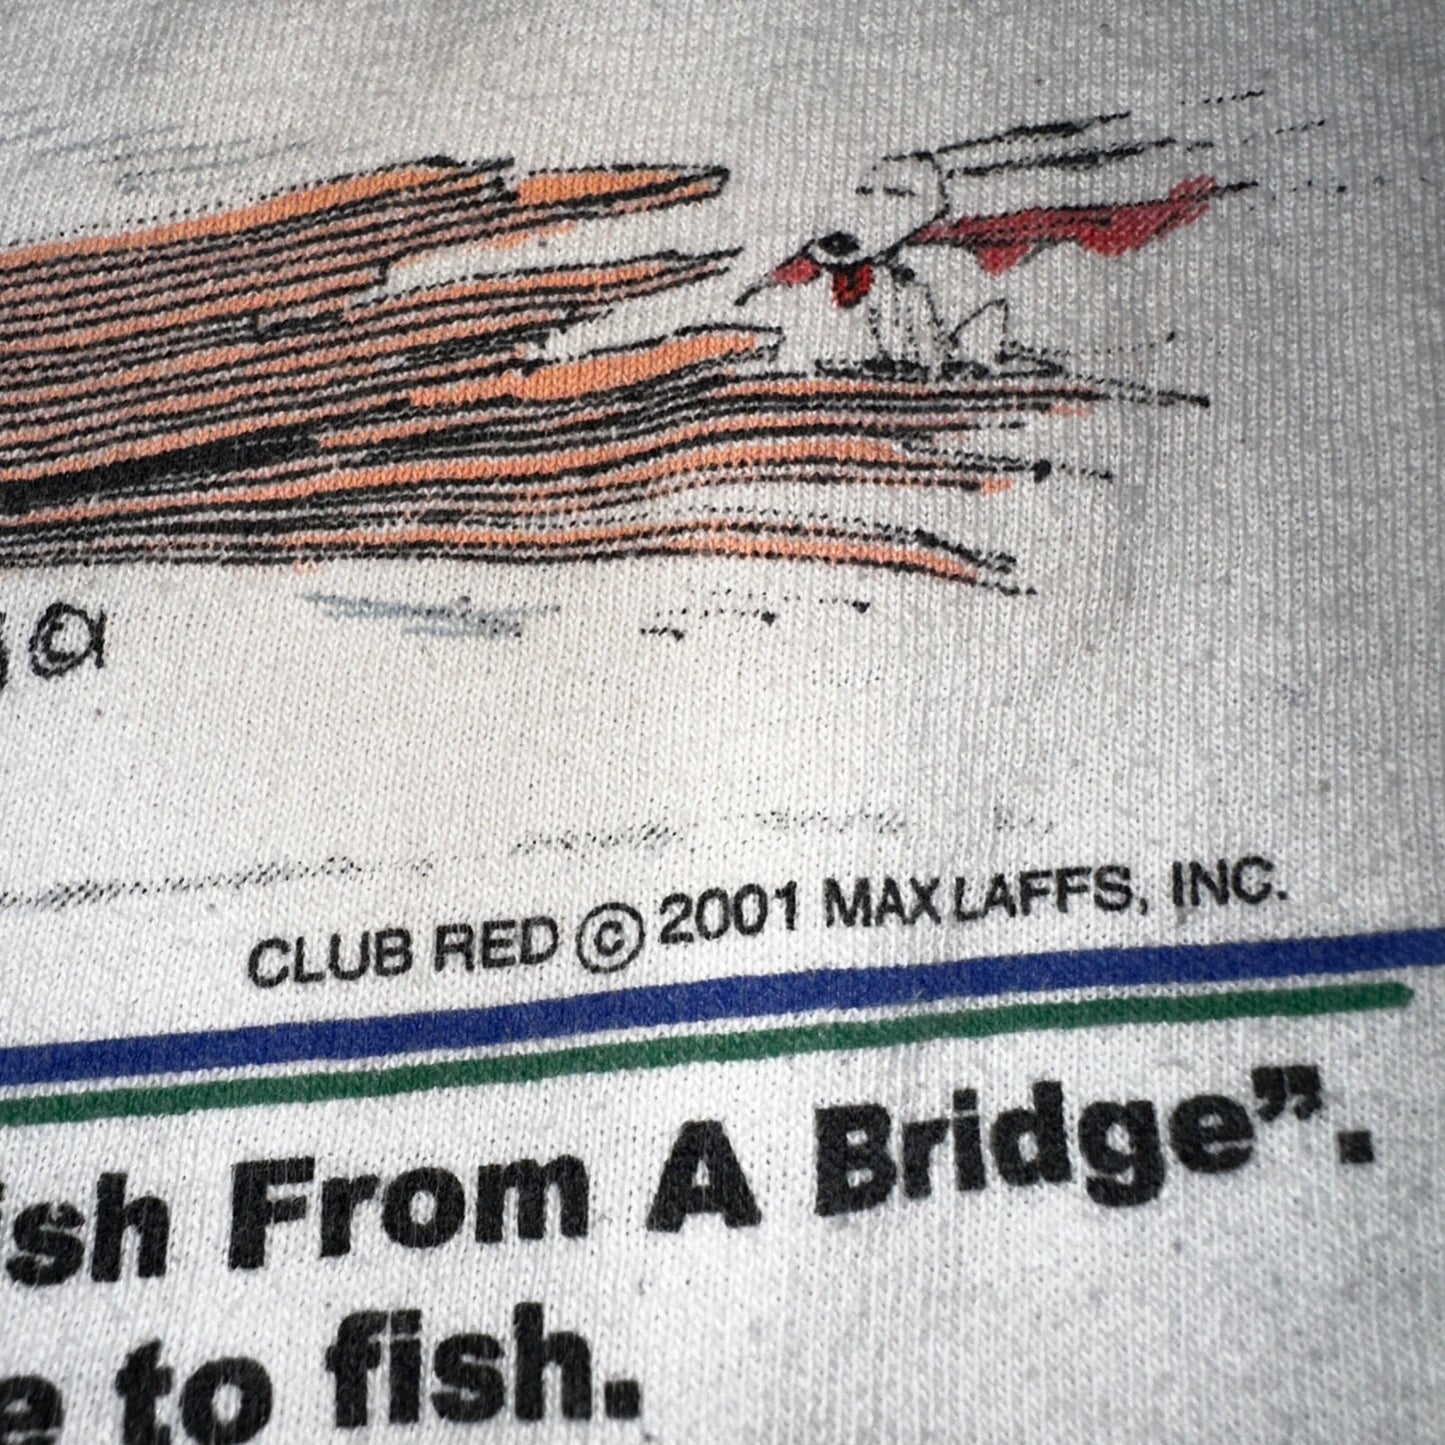 ©
CLUB RED © 2001 MAX LAFFS, INC.
ish From A Bridge”.
e to fish.